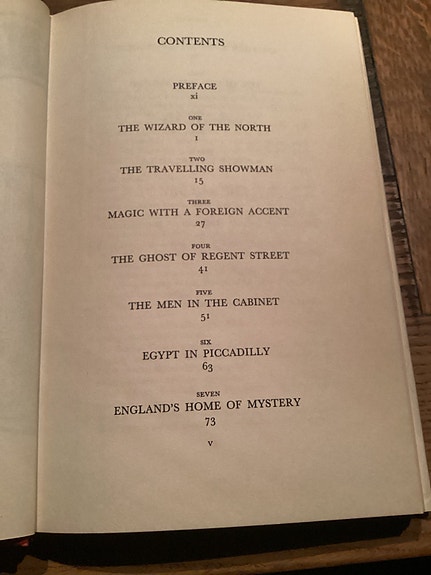 CONTENTS
PREFACE
xi
ONE
THE WIZARD OF THE NORTH
1
TWO
THE TRAVELLING SHOWMAN
15
THREE
MAGIC WITH A FOREIGN ACCENT
27
FOUR
THE GHOST OF REGENT STREET
41
FIVE
THE MEN IN THE CABINET
51
SIX
EGYPT IN PICCADILLY
63
SEVEN
ENGLAND'S HOME OF MYSTERY
73
v